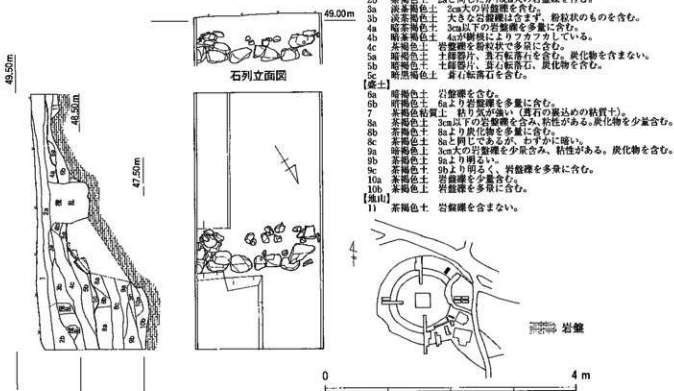 2aと同じだが
3a 淡茶褐色土 2cm大の岩盤礫を含む。
3b 淡茶褐色土 大きな岩盤礫は含まず、粉粒状のものを含む。
4a 暗茶褐色土 3cm以下の岩盤礫を多量に含む。
4b 暗茶褐色土 4aが樹根によりフカフカしている。
4c 茶褐色土 岩盤礫を粉粒状で多量に含む。
5a 暗褐色土 土師器片、葺石転落石を含む。炭化物を含まない。
5b 暗褐色土 土師器片、葺石転落石、炭化物を含む。
5c 暗黒褐色土 葺石転落石を含む。
【盛土】
6a 暗褐色土 岩盤礫を含む。
6b 暗褐色土 6aより岩盤礫を多量に含む。
7 茶褐色粘質土 粘り気が強い(葺石の裏込めの粘質土)。
8a 茶褐色土 3cm以下の岩盤礫を含み、粘性がある。炭化物を少量含む。
8b 茶褐色土 8aより炭化物を多量に含む。
8c 茶褐色土 8aと同じであるが、わずかに暗い。
9a 暗褐色土 3cm大の岩盤礫を少量含み、粘性がある。炭化物を含む。
9b 茶褐色土 9aより明るい。
9c 茶褐色土 9bより明るく、岩盤礫を多量に含む。
10a 茶褐色土 岩盤礫を少量含む。
10b 茶褐色土 岩盤礫を多量に含む。
【地山】
11 茶褐色土 岩盤礫を含まない。
49.00m
石列立面図
49.50m
48.50m
47.50m
岩盤
0 4 m